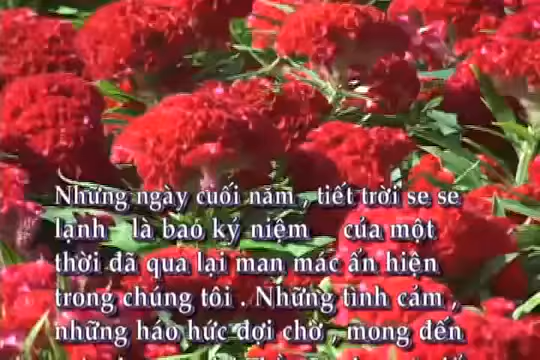 Những ngày cuối năm , tiết trời se se
lạnh là bao ký niệm của một
thời đã qua lại man mác ẩn hiện
trong chúng tôi . Những tình cảm ,
những háo hức đợi chờ mong đến